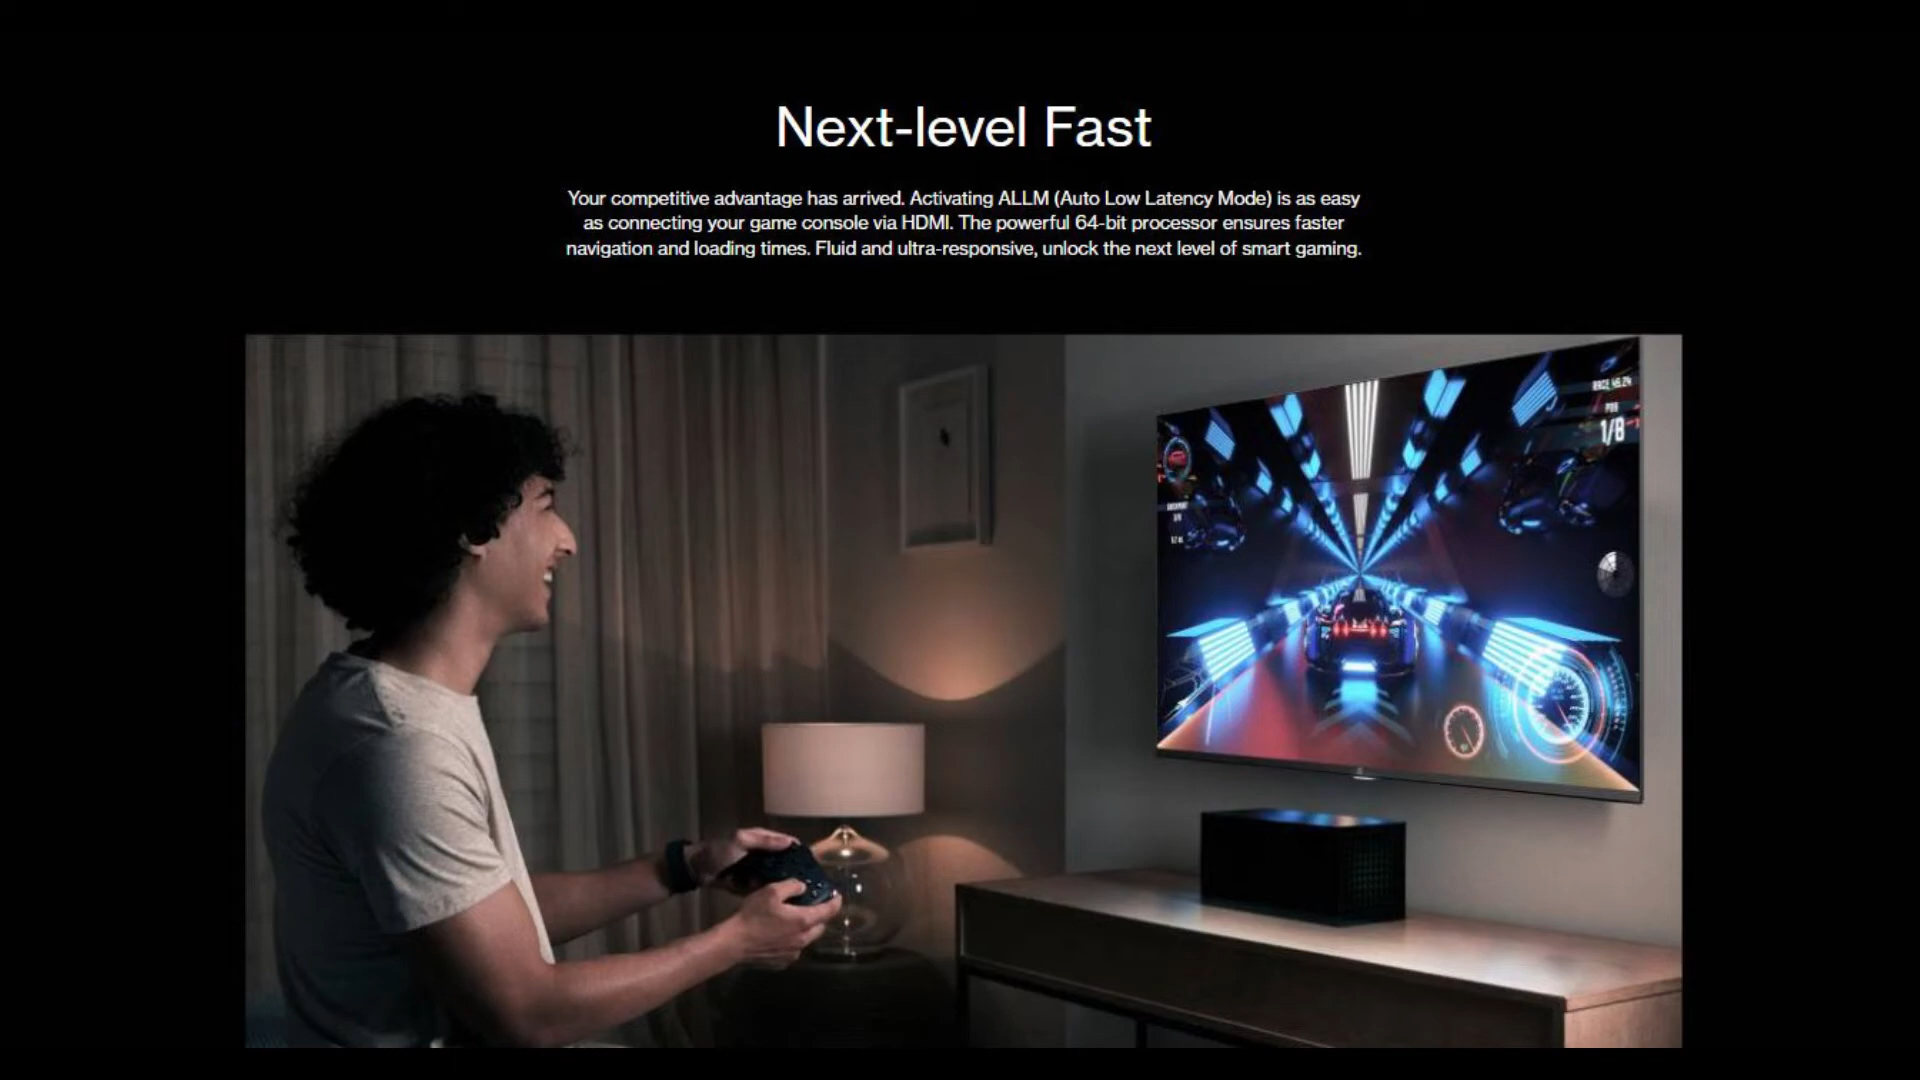 Next-level Fast
Your competitive advantage has arrived. Activating ALLM (Auto Low Latency Mode) is as easy
as connecting your game console via HDMI. The powerful 64-bit processor ensures faster
navigation and loading times. Fluid and ultra-responsive, unlock the next level of smart gaming.
POS
1/8